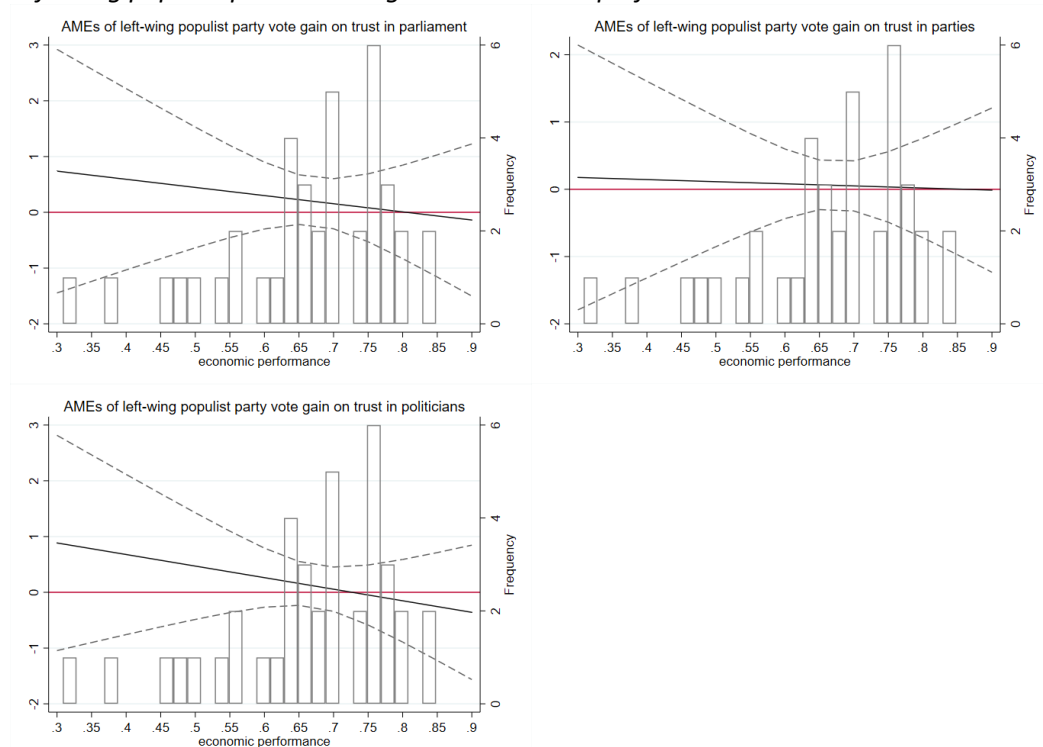 AMEs of left-wing populist party vote gain on trust in parliament
3
2
1
0
-1
-2
6
4
2
0
Frequency
.3 .35 .4 .45 .5 .55 .6 .65 .7 .75 .8 .85 .9
economic performance
AMEs of left-wing populist party vote gain on trust in parties
2
1
0
-1
-2
6
4
2
0
Frequency
.3 .35 .4 .45 .5 .55 .6 .65 .7 .75 .8 .85 .9
economic performance
AMEs of left-wing populist party vote gain on trust in politicians
3
2
1
0
-1
-2
6
4
2
0
Frequency
.3 .35 .4 .45 .5 .55 .6 .65 .7 .75 .8 .85 .9
economic performance